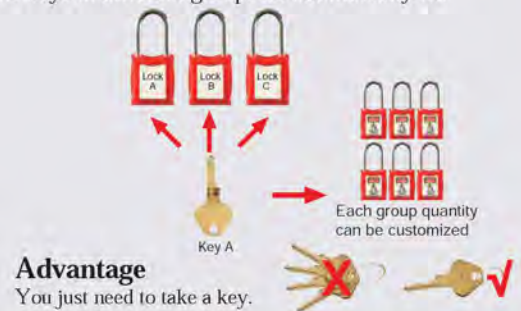 Lock
A
Lock
B
Lock
C
Key A
Each group quantity
can be customized
Advantage
You just need to take a key.